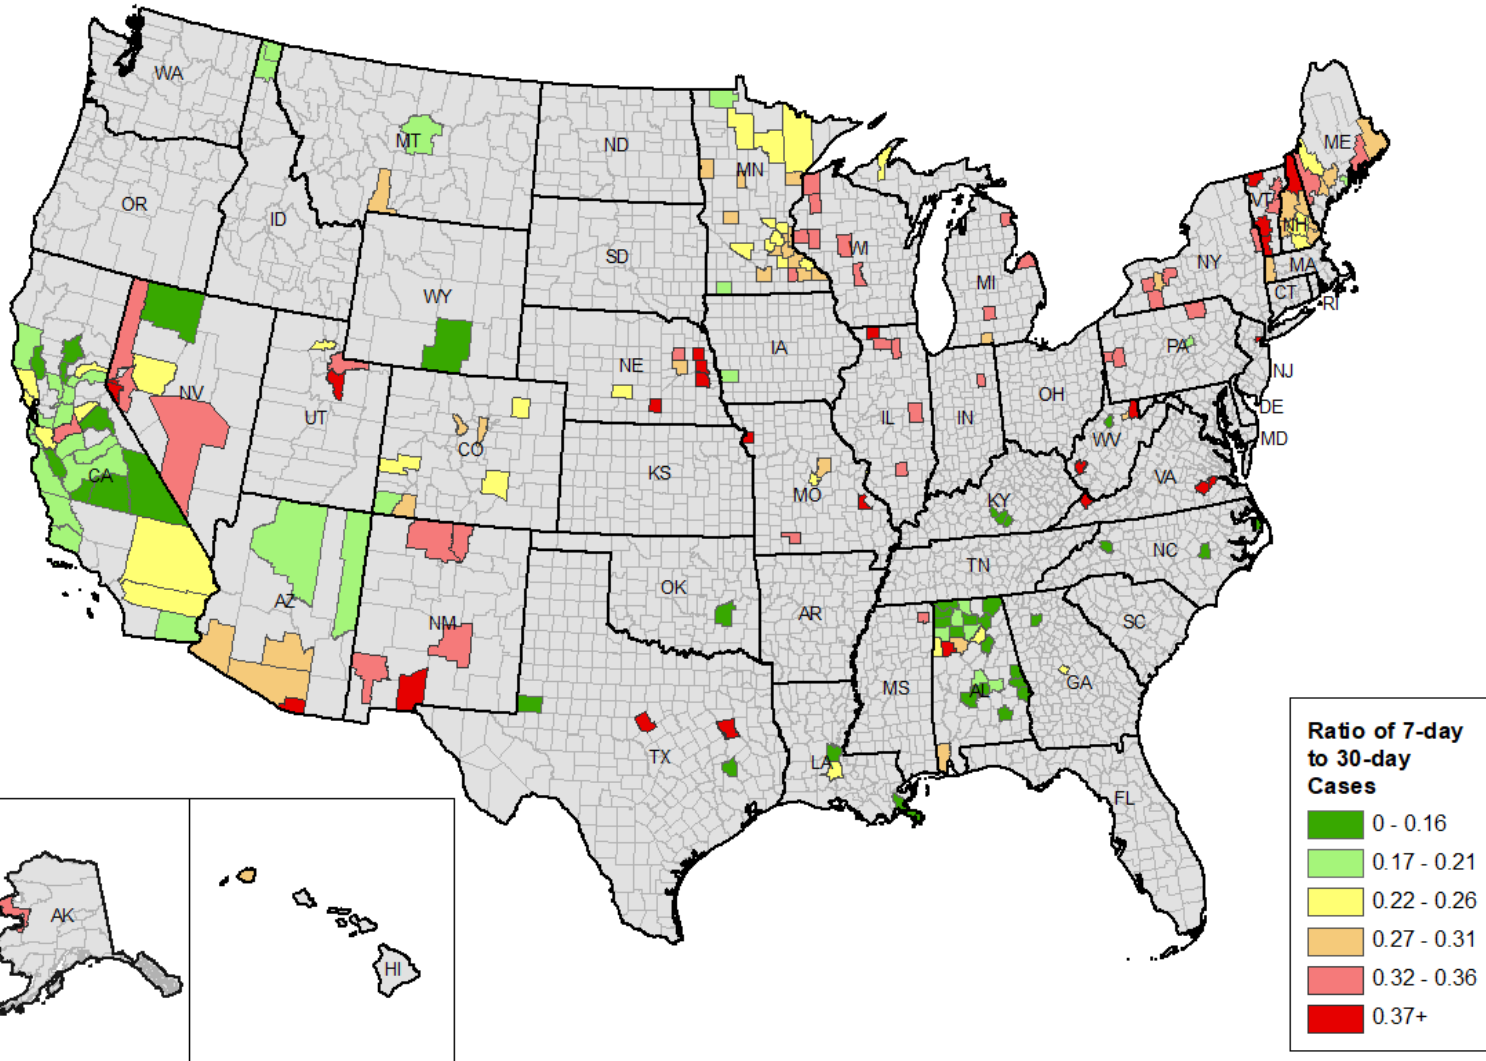 WA
MT
ND
MN
ME
OR
ID
SD
WI
VT
NH
WY
MI
NY
MA
CT
RI
NE
IA
PA
NV
UT
CO
IL
IN
OH
NJ
DE
MD
WV
CA
KS
MO
KY
VA
AZ
NM
OK
AR
TN
NC
SC
MS
AL
GA
TX
LA
FL
AK
HI
Ratio of 7-day
to 30-day
Cases
0 - 0.16
0.17 - 0.21
0.22 - 0.26
0.27 - 0.31
0.32 - 0.36
0.37+